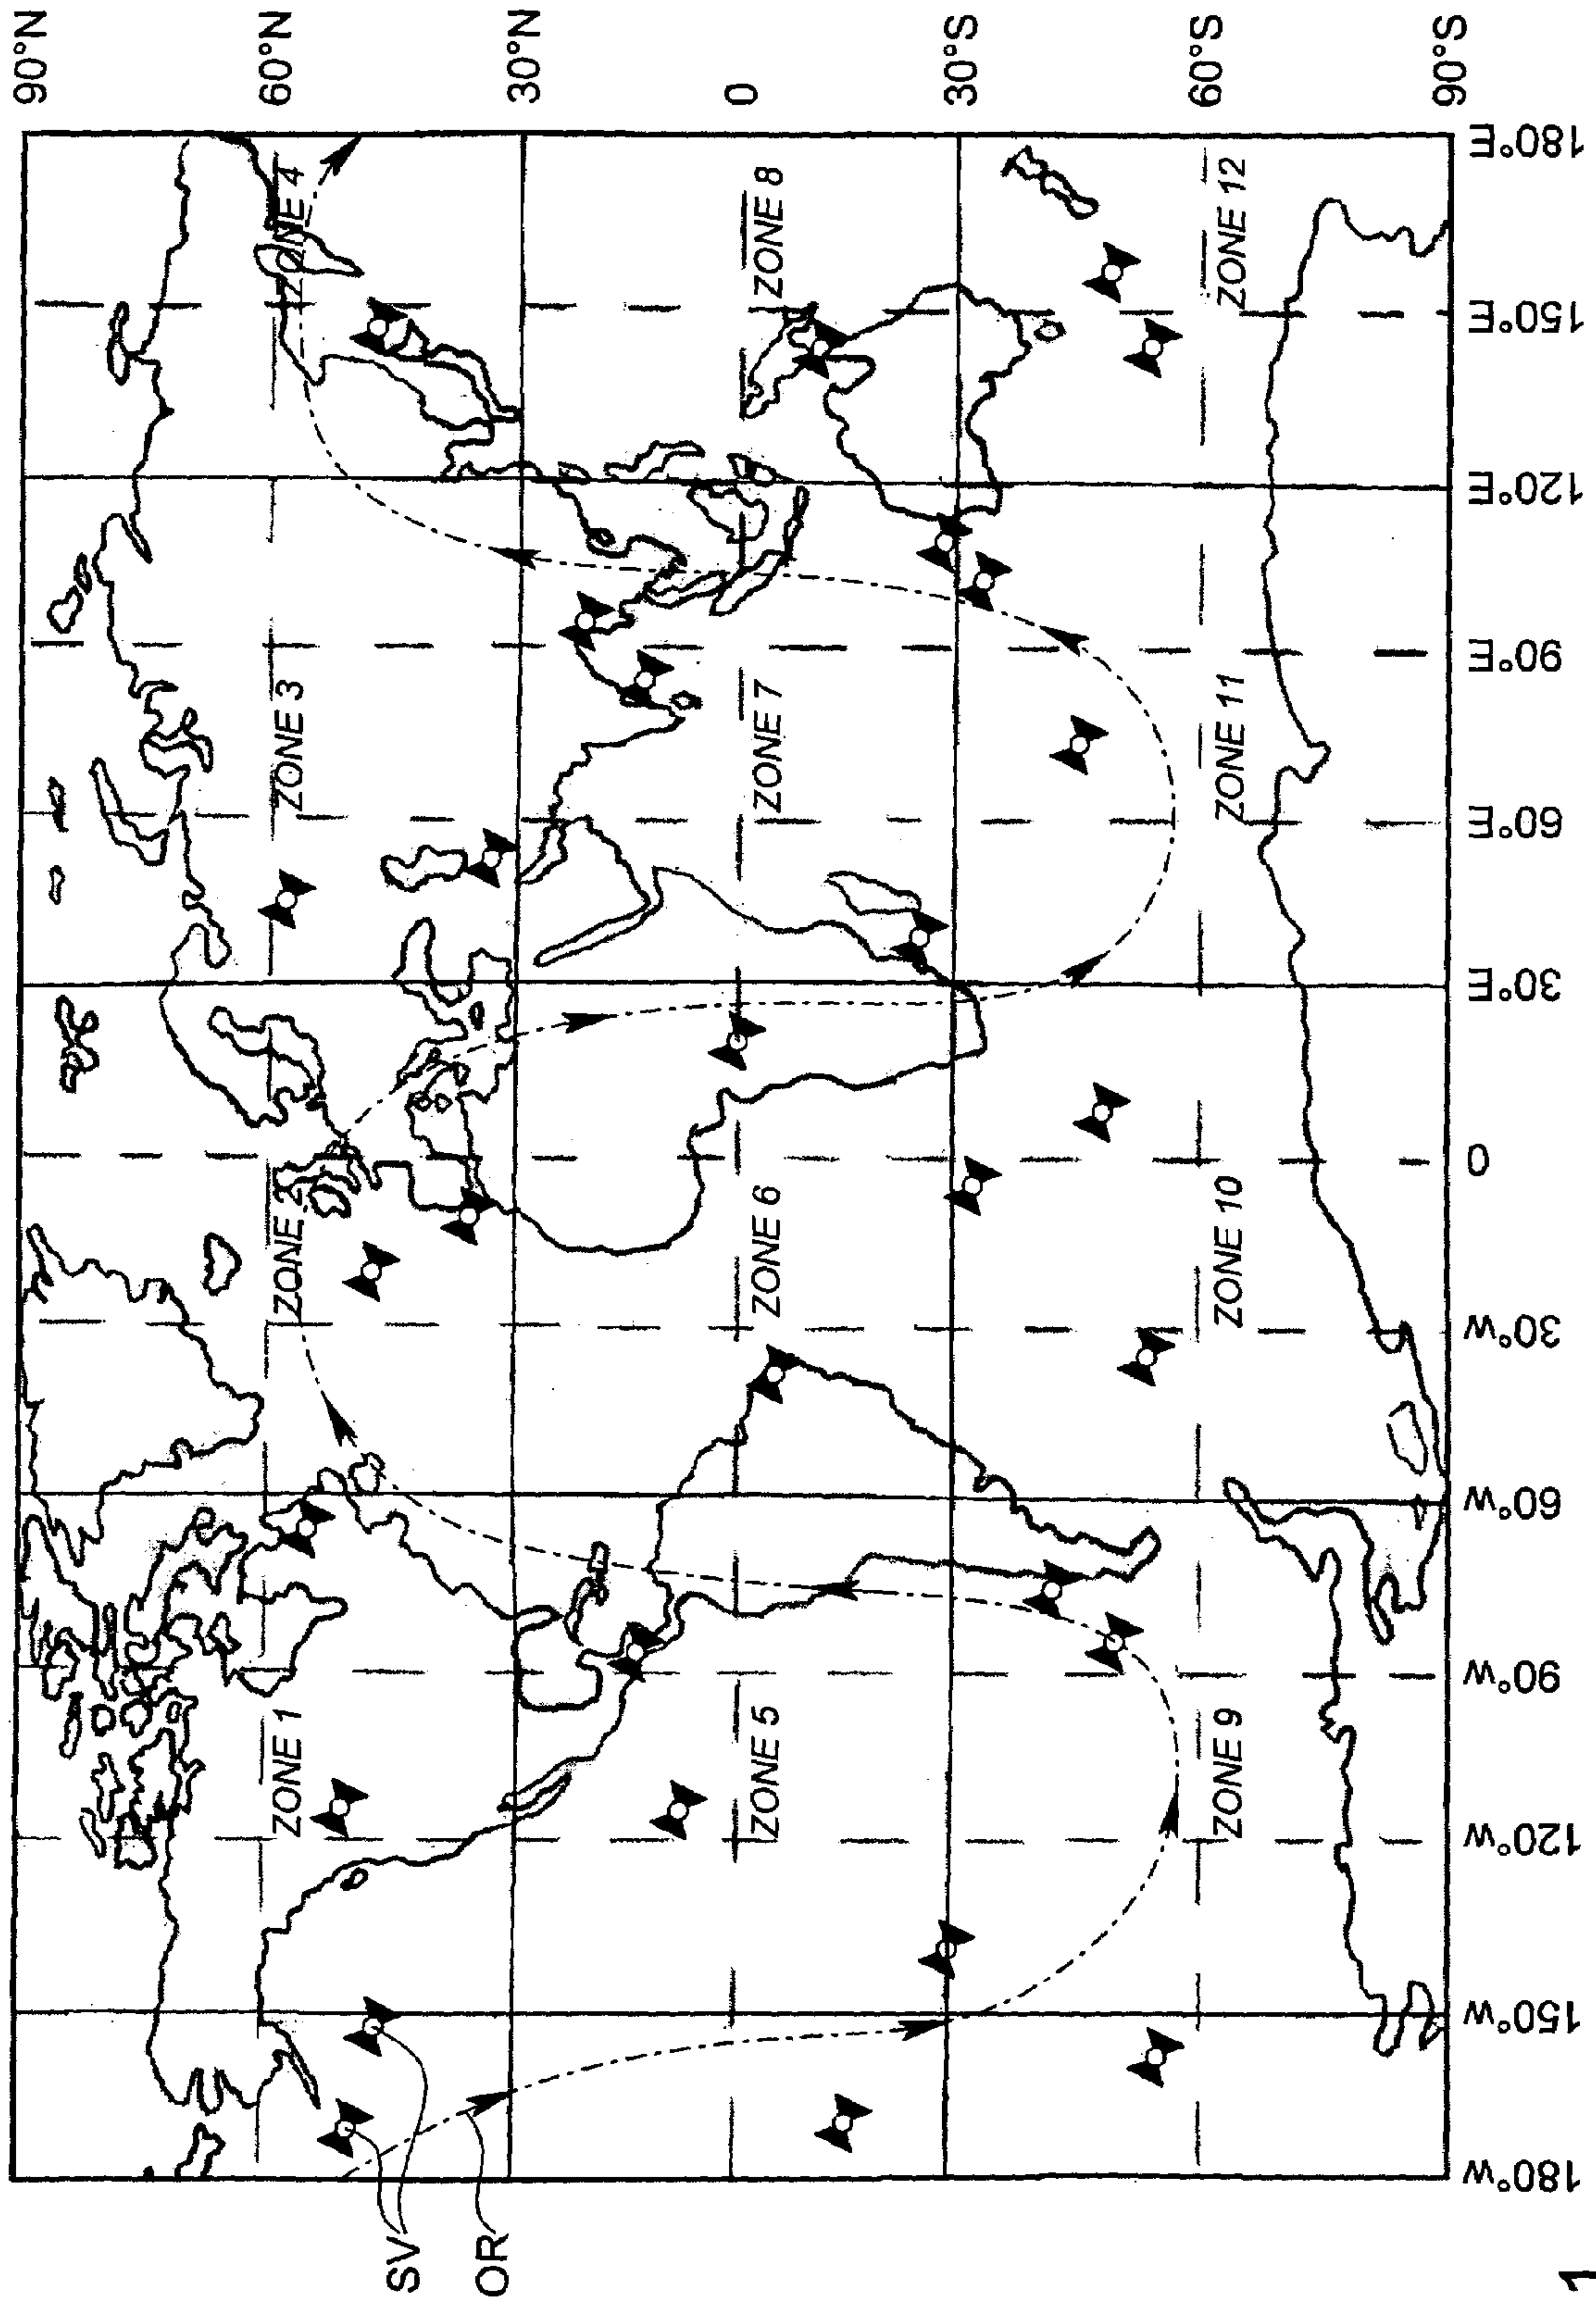 90°N
60°N
30°N
0
30°S
60°S
90°S
ZONE 1
ZONE 2
ZONE 3
ZONE 4
ZONE 5
ZONE 6
ZONE 7
ZONE 8
ZONE 9
ZONE 10
ZONE 11
ZONE 12
180°W
150°W
120°W
90°W
60°W
30°W
0
30°E
60°E
90°E
120°E
150°E
180°E
SV
OR
1